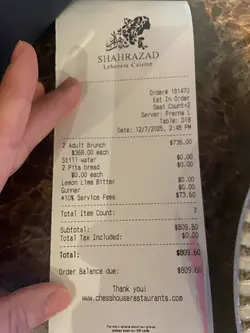 SHAHRAZAD
Lebanese Cuisine
Order# 181470
Eat In Order
Seat Count×2
Server: Prerna L
Table: D18
Date: 12/7/2025, 2:48 PM
2 Adult Brunch $736.00
$368.00 each
Still water $0.00
2 Pita bread $0.00
$0.00 each
Lemon Lime Bitter $0.00
Gunner $0.00
*10% Service Fees $73.60
Total Item Count: 7
Subtotal: $809.60
Total Tax Included: $0.00
Total: $809.60
Order Balance due: $809.60
Thank you!
www.chesshouserestaurants.com